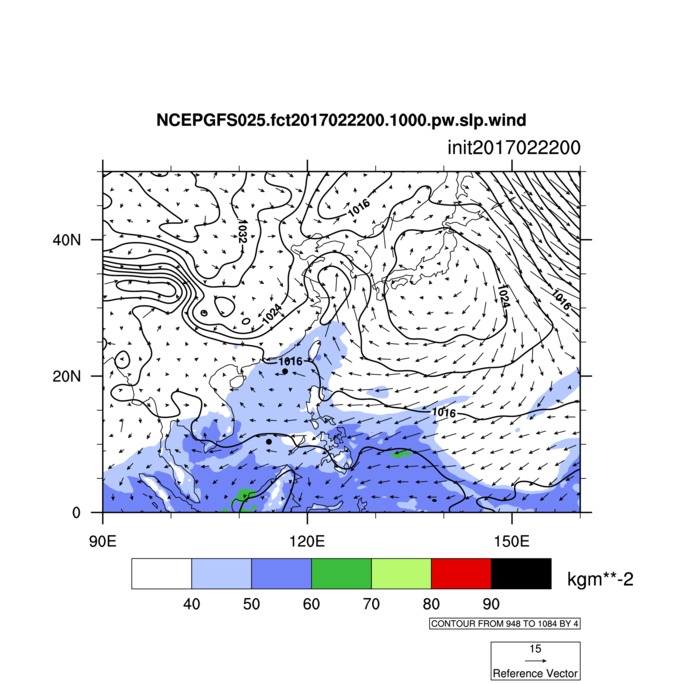 NCEPGFS025.fct2017022200.1000.pw.slp.wind
init2017022200
1016
1032
40N
1024
1024
1016
1016
20N
1016
0
90E 120E 150E
kgm**-2
40 50 60 70 80 90
CONTOUR FROM 948 TO 1084 BY 4
15
Reference Vector